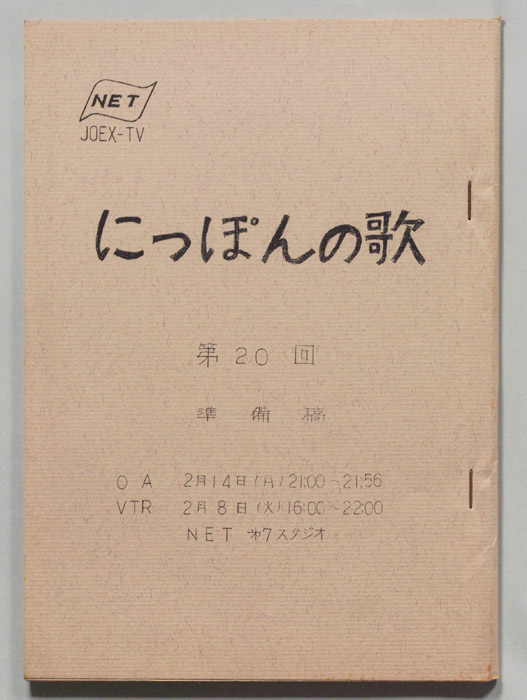 NET
JOEX-TV
にっぽんの歌
第20回
準備稿
OA 2月14日(月)21:00~21:56
VTR 2月8日(火)16:00~22:00
NET 第7スタジオ